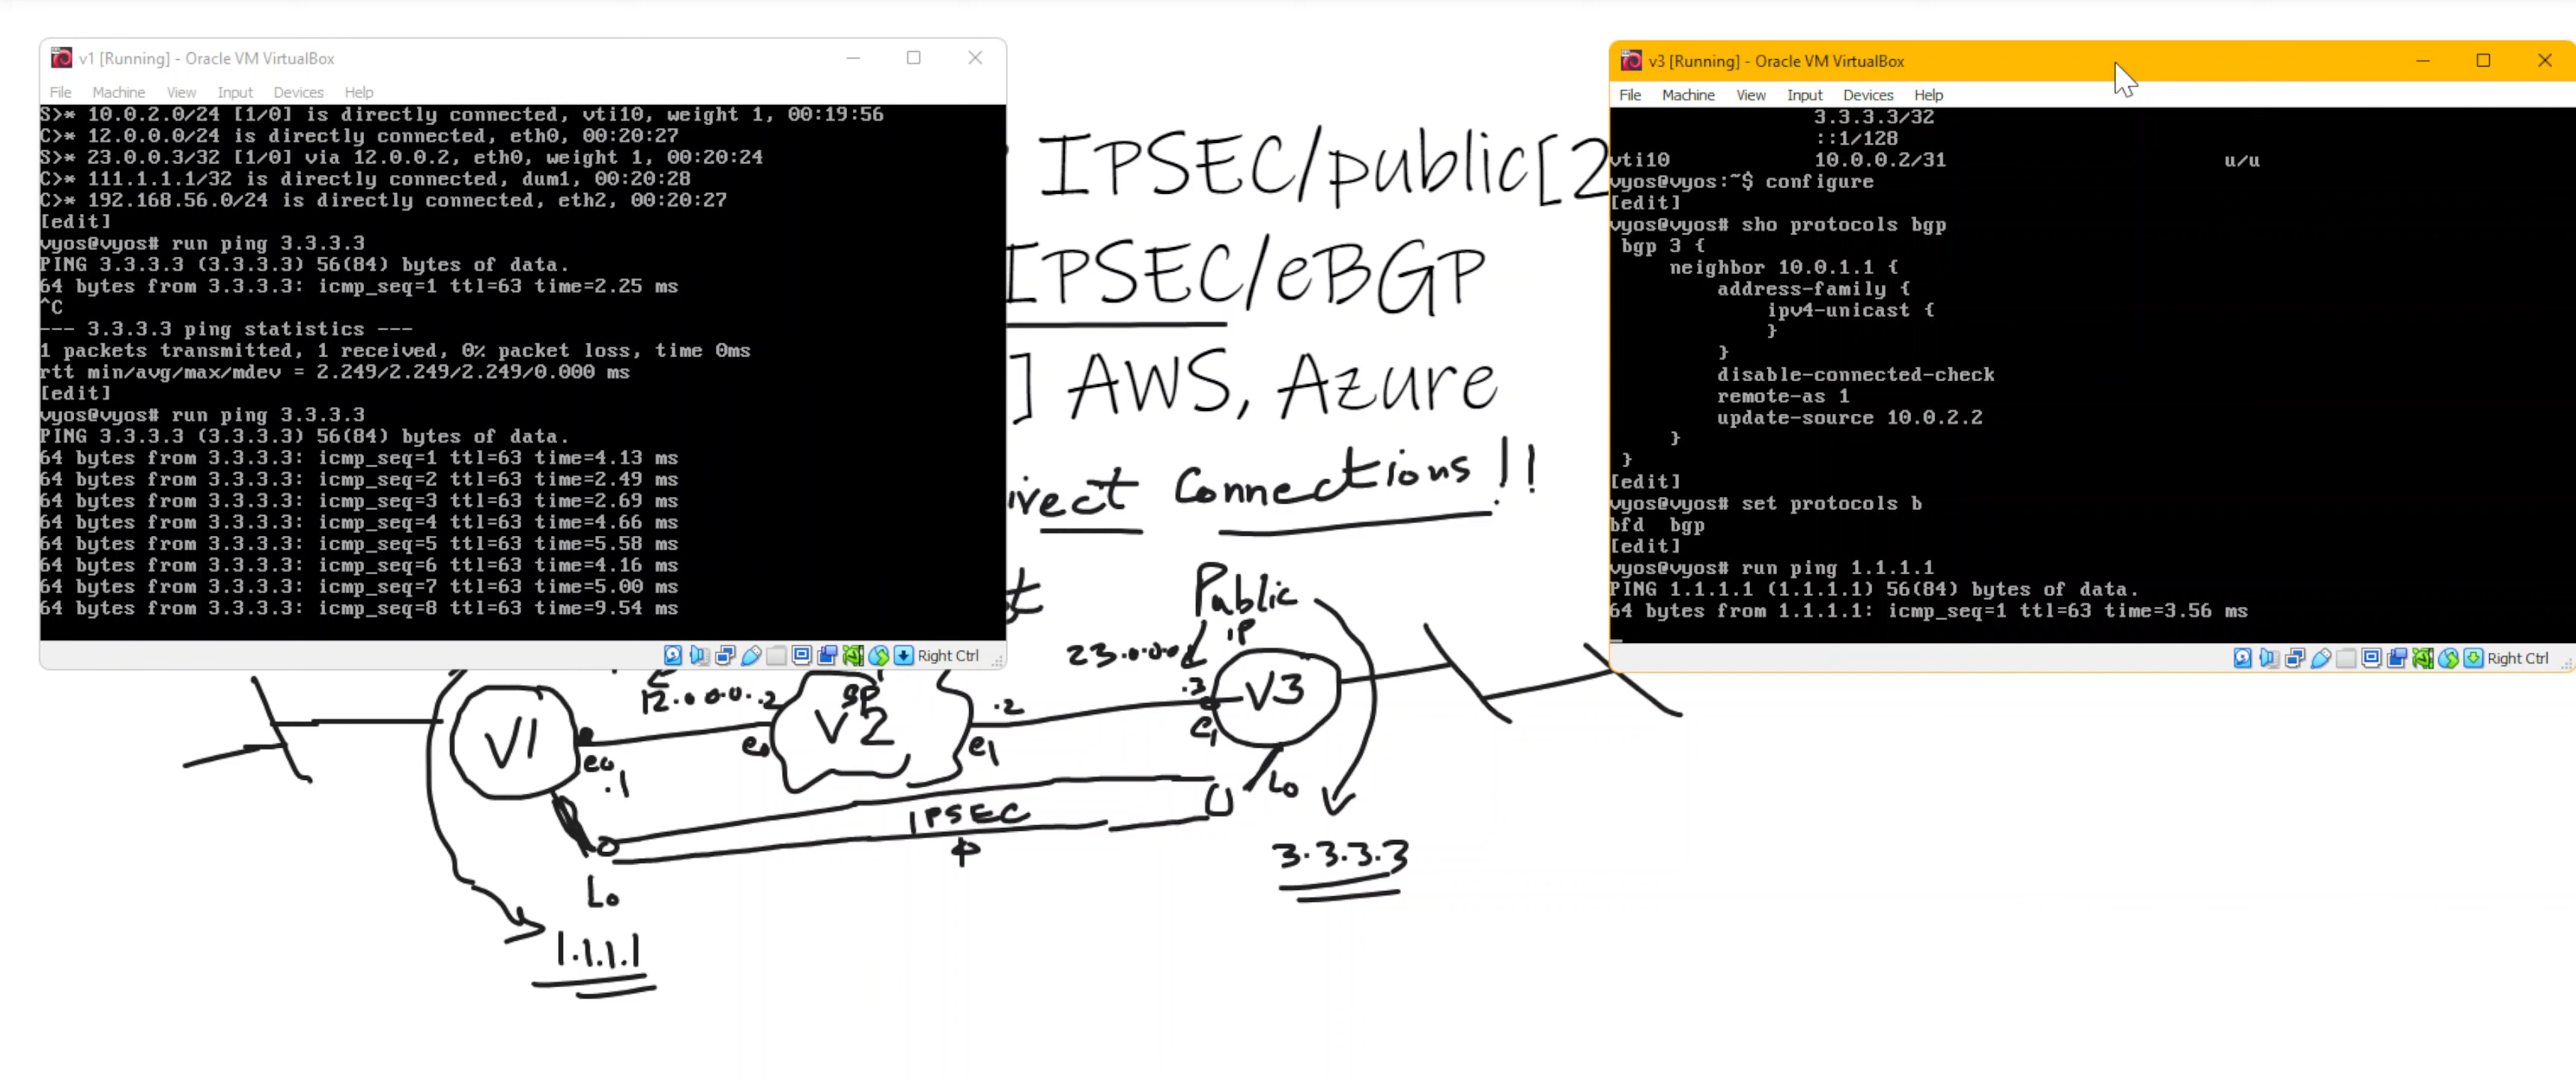 v1 [Running] - Oracle VM VirtualBox
File Machine View Input Devices Help
S>* 10.0.2.0/24 [1/0] is directly connected, vti10, weight 1, 00:19:56
C>* 12.0.0.0/24 is directly connected, eth0, 00:20:27
S>* 23.0.0.3/32 [1/0] via 12.0.0.2, eth0, weight 1, 00:20:24
C>* 111.1.1.1/32 is directly connected, dum1, 00:20:28
C>* 192.168.56.0/24 is directly connected, eth2, 00:20:27
[edit]
vyos@vyos# run ping 3.3.3.3
PING 3.3.3.3 (3.3.3.3) 56(84) bytes of data.
64 bytes from 3.3.3.3: icmp_seq=1 ttl=63 time=2.25 ms
^C
--- 3.3.3.3 ping statistics ---
1 packets transmitted, 1 received, 0% packet loss, time 0ms
rtt min/avg/max/mdev = 2.249/2.249/2.249/0.000 ms
[edit]
vyos@vyos# run ping 3.3.3.3
PING 3.3.3.3 (3.3.3.3) 56(84) bytes of data.
64 bytes from 3.3.3.3: icmp_seq=1 ttl=63 time=4.13 ms
64 bytes from 3.3.3.3: icmp_seq=2 ttl=63 time=2.49 ms
64 bytes from 3.3.3.3: icmp_seq=3 ttl=63 time=2.69 ms
64 bytes from 3.3.3.3: icmp_seq=4 ttl=63 time=4.66 ms
64 bytes from 3.3.3.3: icmp_seq=5 ttl=63 time=5.58 ms
64 bytes from 3.3.3.3: icmp_seq=6 ttl=63 time=4.16 ms
64 bytes from 3.3.3.3: icmp_seq=7 ttl=63 time=5.00 ms
64 bytes from 3.3.3.3: icmp_seq=8 ttl=63 time=9.54 ms
Right Ctrl
IPSEC/public[2
IPSEC/eBGP
] AWS, Azure
irect Connections!!
v3 [Running] - Oracle VM VirtualBox
File Machine View Input Devices Help
3.3.3.3/32
::1/128
vti10 10.0.0.2/31 u/u
vyos@vyos:~$ configure
[edit]
vyos@vyos# sho protocols bgp
bgp 3 {
neighbor 10.0.1.1 {
address-family {
ipv4-unicast {
}
}
disable-connected-check
remote-as 1
update-source 10.0.2.2
}
}
[edit]
vyos@vyos# set protocols b
bfd bgp
[edit]
vyos@vyos# run ping 1.1.1.1
PING 1.1.1.1 (1.1.1.1) 56(84) bytes of data.
64 bytes from 1.1.1.1: icmp_seq=1 ttl=63 time=3.56 ms
Right Ctrl
Public
IP
23.0.0.0
12.0.0.0 .2
SP
.2
.3
V1
V2
V3
e0
.1
e0
e1
e1
Lo
IPSEC
3.3.3.3
Lo
1.1.1.1